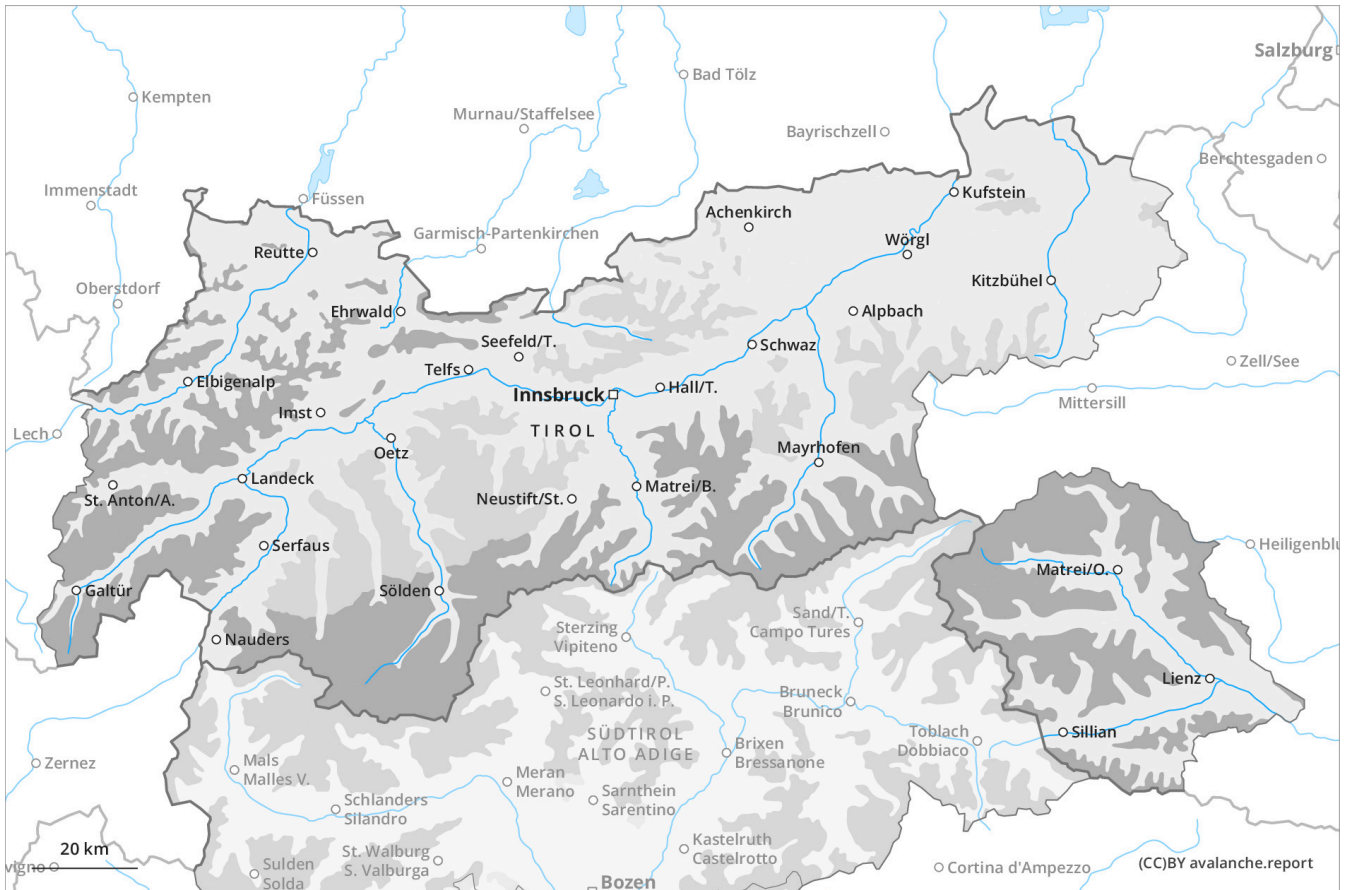 Salzburg
Bad Tölz
Kempten
Murnau/Staffelsee
Bayrischzell
Berchtesgaden
Immenstadt
Füssen
Kufstein
Achenkirch
Garmisch-Partenkirchen
Wörgl
Reutte
Kitzbühel
Oberstdorf
Ehrwald
Alpbach
Seefeld/T.
Schwaz
Zell/See
Telfs
Elbigenalp
Hall/T.
Innsbruck
Mittersill
Imst
TIROL
Lech
Oetz
Mayrhofen
Landeck
Matrei/B.
St. Anton/A.
Neustift/St.
Serfaus
Heiligenblu
Matrei/O.
Galtür
Sölden
Sand/T.
Campo Tures
Nauders
Sterzing
Vipiteno
Lienz
St. Leonhard/P.
S. Leonardo i. P.
Bruneck
Brunico
SÜDTIROL
ALTO ADIGE
Toblach
Dobbiaco
Sillian
Brixen
Bressanone
Zernez
Mals
Malles V.
Meran
Merano
Sarnthein
Sarentino
Schlanders
Silandro
20 km
St. Walburg
S. Valburga
Kastelruth
Castelrotto
vigno
Sulden
Solda
Cortina d'Ampezzo
(CC)BY avalanche.report
Bozen